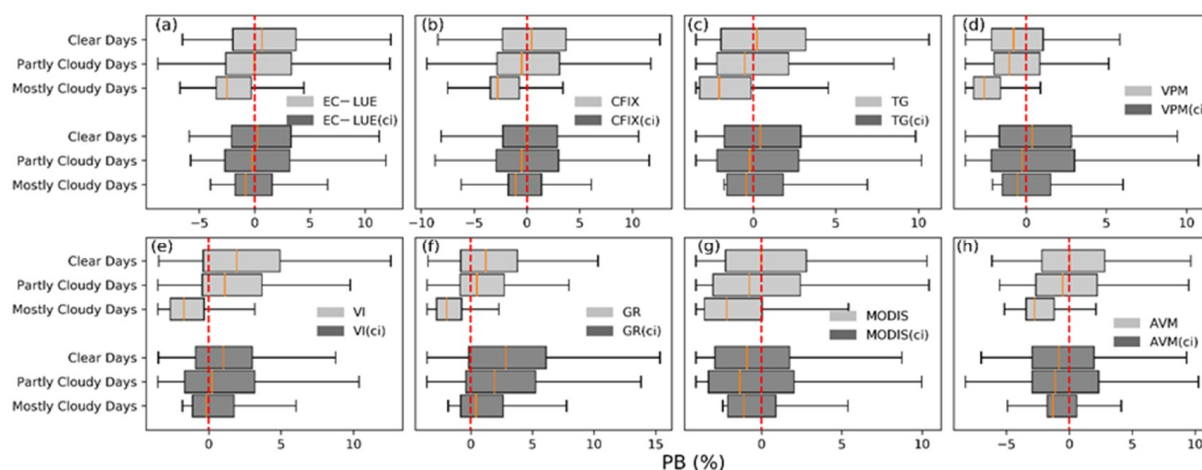 (a) (b) (c) (d)
Clear Days
Partly Cloudy Days
Mostly Cloudy Days
EC−LUE CFIX TG VPM
EC−LUE(ci) CFIX(ci) TG(ci) VPM(ci)
Clear Days
Partly Cloudy Days
Mostly Cloudy Days
−5 0 5 10 −10 −5 0 5 10 0 5 10 0 5 10
(e) (f) (g) (h)
Clear Days
Partly Cloudy Days
Mostly Cloudy Days
VI GR MODIS AVM
VI(ci) GR(ci) MODIS(ci) AVM(ci)
Clear Days
Partly Cloudy Days
Mostly Cloudy Days
0 5 10 0 5 10 15 0 5 10 −5 0 5 10
PB (%)